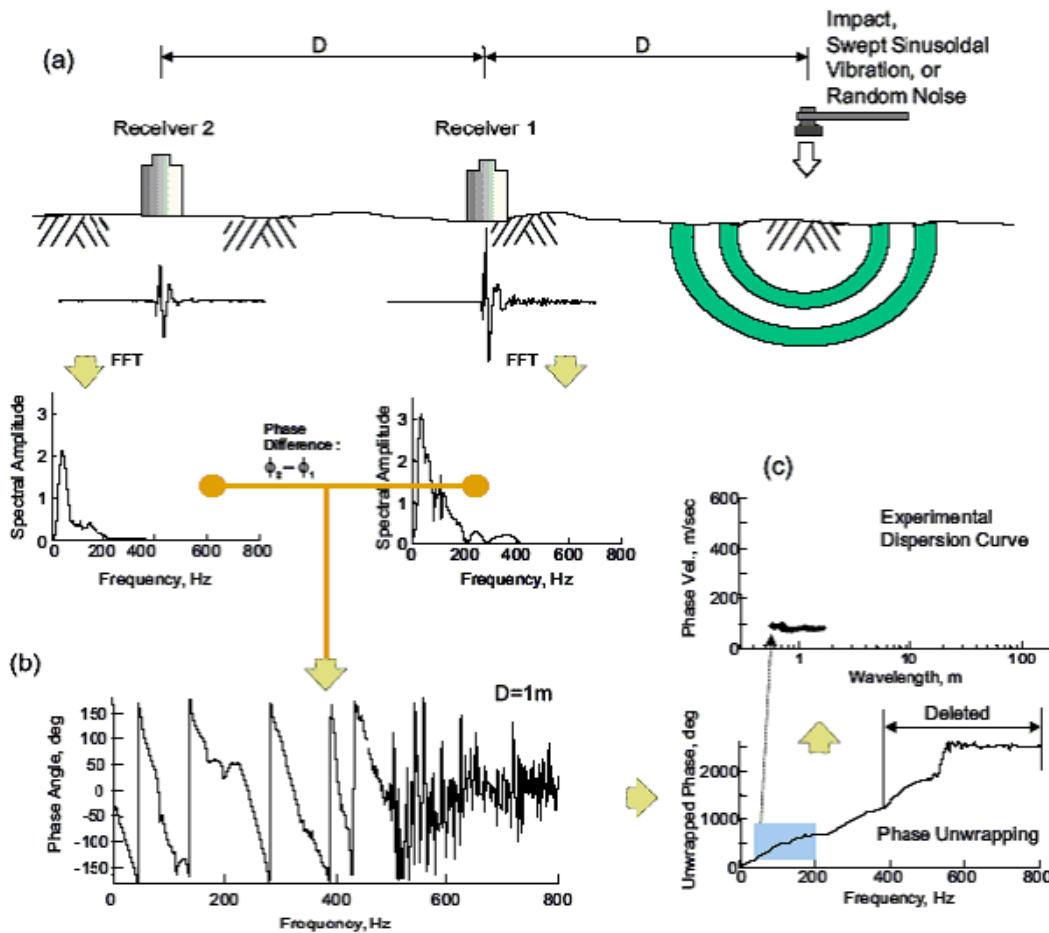 (a)
D
D
Impact,
Swept Sinusoidal
Vibration, or
Random Noise
Receiver 2
Receiver 1
FFT
FFT
Spectral Amplitude
3
2
1
0
0 200 400 800
Frequency, Hz
Phase
Difference :
ϕ₂ − ϕ₁
Spectral Amplitude
3
2
1
0
0 200 400 600 800
Frequency, Hz
(c)
Phase Vel., m/sec
600
400
200
0
Experimental
Dispersion Curve
1 10 100
Wavelength, m
(b)
D=1m
Phase Angle, deg
150
100
50
0
-50
-100
-150
0 200 400 600 800
Frequency, Hz
Deleted
Unwrapped Phase, deg
2000
1000
0
Phase Unwrapping
0 200 400 600 800
Frequency, Hz